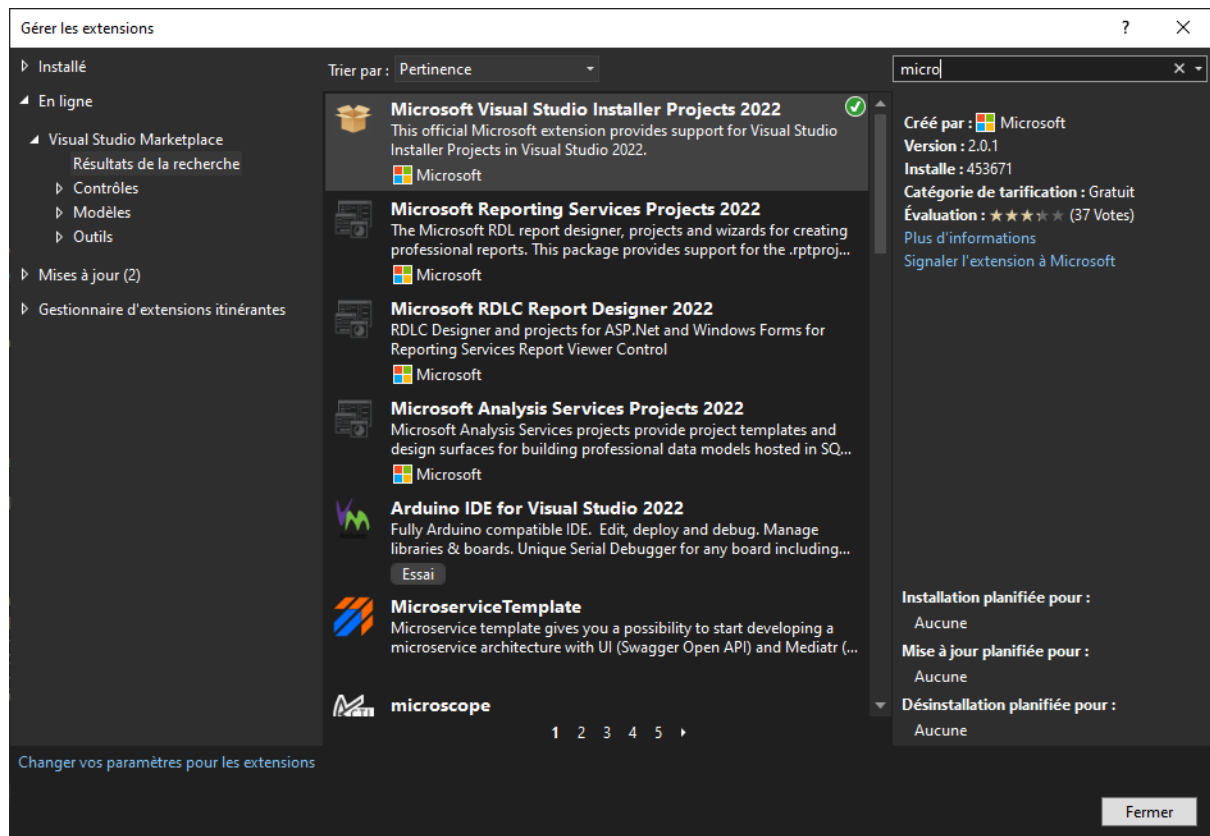 Gérer les extensions
?
Installé
En ligne
Visual Studio Marketplace
Résultats de la recherche
Contrôles
Modèles
Outils
Mises à jour (2)
Gestionnaire d'extensions itinérantes
Trier par : Pertinence
Microsoft Visual Studio Installer Projects 2022
This official Microsoft extension provides support for Visual Studio
Installer Projects in Visual Studio 2022.
Microsoft
Microsoft Reporting Services Projects 2022
The Microsoft RDL report designer, projects and wizards for creating
professional reports. This package provides support for the .rptproj...
Microsoft
Microsoft RDLC Report Designer 2022
RDLC Designer and projects for ASP.Net and Windows Forms for
Reporting Services Report Viewer Control
Microsoft
Microsoft Analysis Services Projects 2022
Microsoft Analysis Services projects provide project templates and
design surfaces for building professional data models hosted in SQ...
Microsoft
Arduino IDE for Visual Studio 2022
Fully Arduino compatible IDE. Edit, deploy and debug. Manage
libraries & boards. Unique Serial Debugger for any board including...
Essai
MicroserviceTemplate
Microservice template gives you a possibility to start developing a
microservice architecture with UI (Swagger Open API) and Mediatr (...
microscope
1 2 3 4 5
micro
Créé par : Microsoft
Version : 2.0.1
Installe : 453671
Catégorie de tarification : Gratuit
Évaluation : (37 Votes)
Plus d'informations
Signaler l'extension à Microsoft
Installation planifiée pour :
Aucune
Mise à jour planifiée pour :
Aucune
Désinstallation planifiée pour :
Aucune
Changer vos paramètres pour les extensions
Fermer